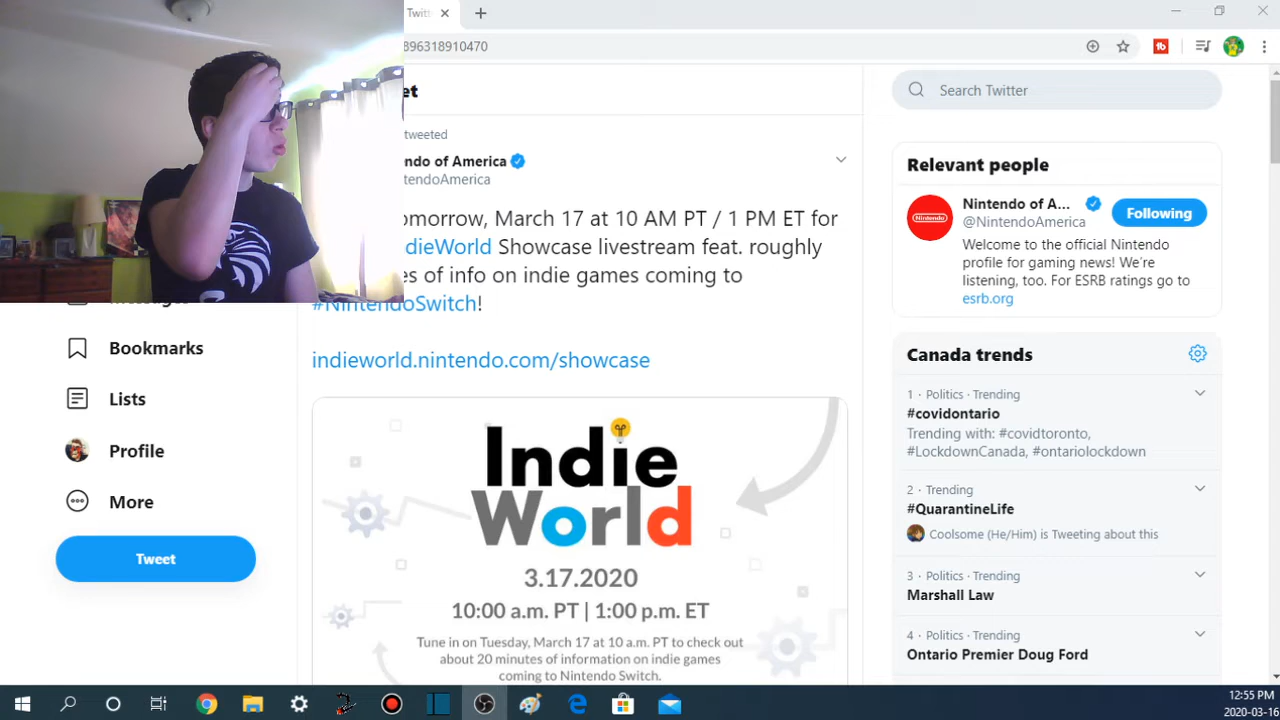 Twitt
896318910470
et
Search Twitter
tweeted
ndo of America
tendoAmerica
omorrow, March 17 at 10 AM PT / 1 PM ET for
dieWorld Showcase livestream feat. roughly
es of info on indie games coming to
#NintendoSwitch!
indieworld.nintendo.com/showcase
Indie
World
3.17.2020
10:00 a.m. PT | 1:00 p.m. ET
Tune in on Tuesday, March 17 at 10 a.m. PT to check out
about 20 minutes of information on indie games
coming to Nintendo Switch.
Messages
Bookmarks
Lists
Profile
More
Tweet
Relevant people
Nintendo
Nintendo of A...
@NintendoAmerica
Following
Welcome to the official Nintendo
profile for gaming news! We're
listening, too. For ESRB ratings go to
esrb.org
Canada trends
1 · Politics · Trending
#covidontario
Trending with: #covidtoronto,
#LockdownCanada, #ontariolockdown
2 · Trending
#QuarantineLife
Coolsome (He/Him) is Tweeting about this
3 · Politics · Trending
Marshall Law
4 · Politics · Trending
Ontario Premier Doug Ford
12:55 PM
2020-03-16